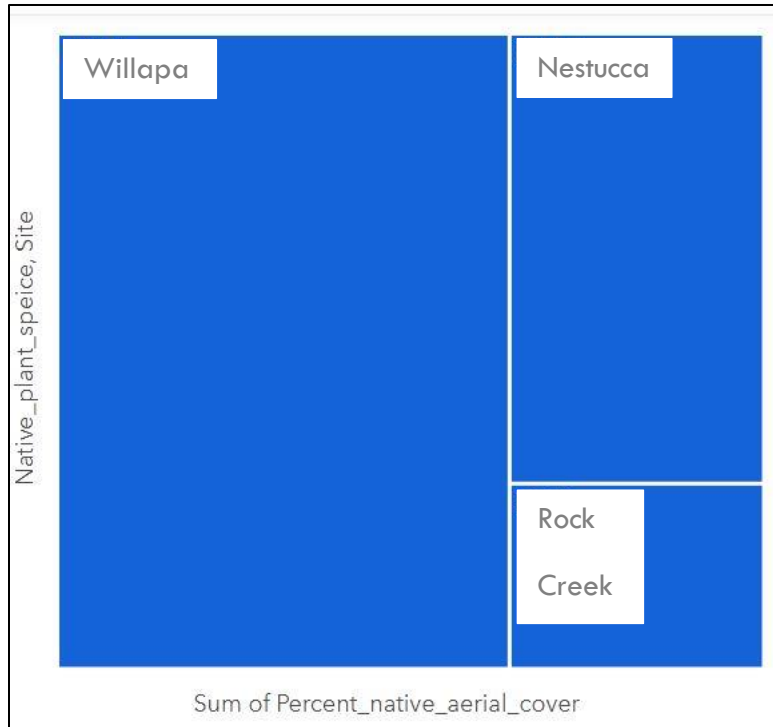 Willapa
Nestucca
Rock
Creek
Native_plant_speice, Site
Sum of Percent_native_aerial_cover